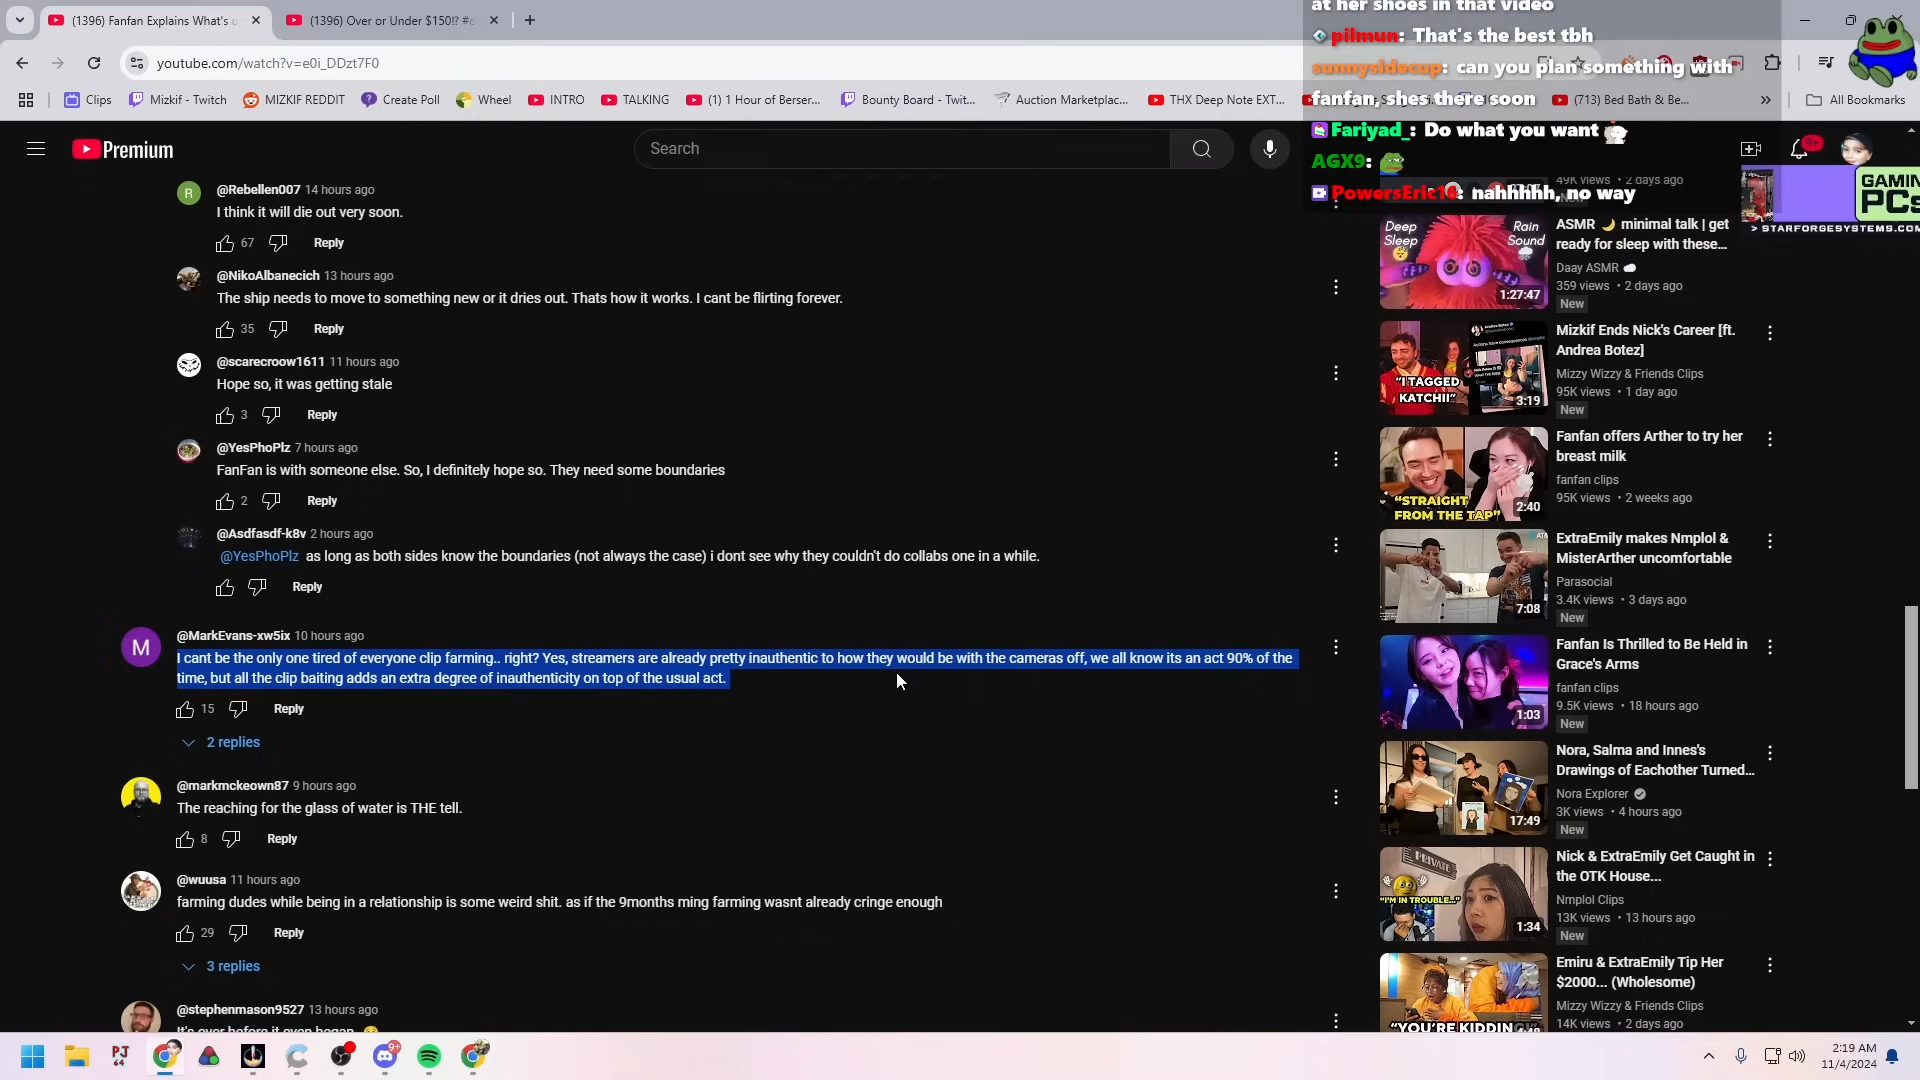 (1396) Fanfan Explains What's u
(1396) Over or Under $150!? #c
at her shoes in that video
pilmun: That's the best tbh
youtube.com/watch?v=e0i_DDzt7F0
sunnysidecup: can you plan something with
fanfan, shes there soon
Clips
Mizkif - Twitch
MIZKIF REDDIT
Create Poll
Wheel
INTRO
TALKING
(1) 1 Hour of Berser...
Bounty Board - Twit...
Auction Marketplac...
THX Deep Note EXT...
(713) Bed Bath & Be...
All Bookmarks
Fariyad_: Do what you want
AGX9:
PowersEric16: nahhhhh, no way
Premium
Search
9+
GAMIN
PCs
> STARFORGESYSTEMS.COM
R
@Rebellen007 14 hours ago
I think it will die out very soon.
67
Reply
@NikoAlbanecich 13 hours ago
The ship needs to move to something new or it dries out. Thats how it works. I cant be flirting forever.
35
Reply
@scarecroow1611 11 hours ago
Hope so, it was getting stale
3
Reply
@YesPhoPlz 7 hours ago
FanFan is with someone else. So, I definitely hope so. They need some boundaries
2
Reply
@Asdfasdf-k8v 2 hours ago
@YesPhoPlz as long as both sides know the boundaries (not always the case) i dont see why they couldn't do collabs one in a while.
Reply
M
@MarkEvans-xw5ix 10 hours ago
I cant be the only one tired of everyone clip farming.. right? Yes, streamers are already pretty inauthentic to how they would be with the cameras off, we all know its an act 90% of the
time, but all the clip baiting adds an extra degree of inauthenticity on top of the usual act.
15
Reply
2 replies
@markmckeown87 9 hours ago
The reaching for the glass of water is THE tell.
8
Reply
@wuusa 11 hours ago
farming dudes while being in a relationship is some weird shit. as if the 9months ming farming wasnt already cringe enough
29
Reply
3 replies
@stephenmason9527 13 hours ago
It's over before it even began
49K views • 2 days ago
Deep
Sleep
Rain
Sound
1:27:47
ASMR 🌙 minimal talk | get
ready for sleep with these...
Daay ASMR
359 views • 2 days ago
New
"I TAGGED
KATCHII"
3:19
Mizkif Ends Nick's Career [ft.
Andrea Botez]
Mizzy Wizzy & Friends Clips
95K views • 1 day ago
New
"STRAIGHT
FROM THE TAP"
2:40
Fanfan offers Arther to try her
breast milk
fanfan clips
95K views • 2 weeks ago
7:08
ExtraEmily makes Nmplol &
MisterArther uncomfortable
Parasocial
3.4K views • 3 days ago
New
1:03
Fanfan Is Thrilled to Be Held in
Grace's Arms
fanfan clips
9.5K views • 18 hours ago
New
17:49
Nora, Salma and Innes's
Drawings of Eachother Turned...
Nora Explorer
3K views • 4 hours ago
New
PRIVATE
"I'M IN TROUBLE..."
1:34
Nick & ExtraEmily Get Caught in
the OTK House...
Nmplol Clips
13K views • 13 hours ago
New
"YOU'RE KIDDING!"
Emiru & ExtraEmily Tip Her
$2000... (Wholesome)
Mizzy Wizzy & Friends Clips
14K views • 2 days ago
PJ
64
9+
2:19 AM
11/4/2024